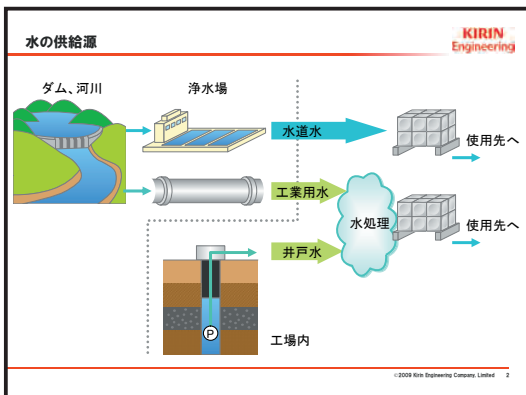 水の供給源
KIRIN
Engineering
ダム、河川
浄水場
水道水
使用先へ
工業用水
水処理
使用先へ
井戸水
P
工場内
©2009 Kirin Engineering Company, Limited 2